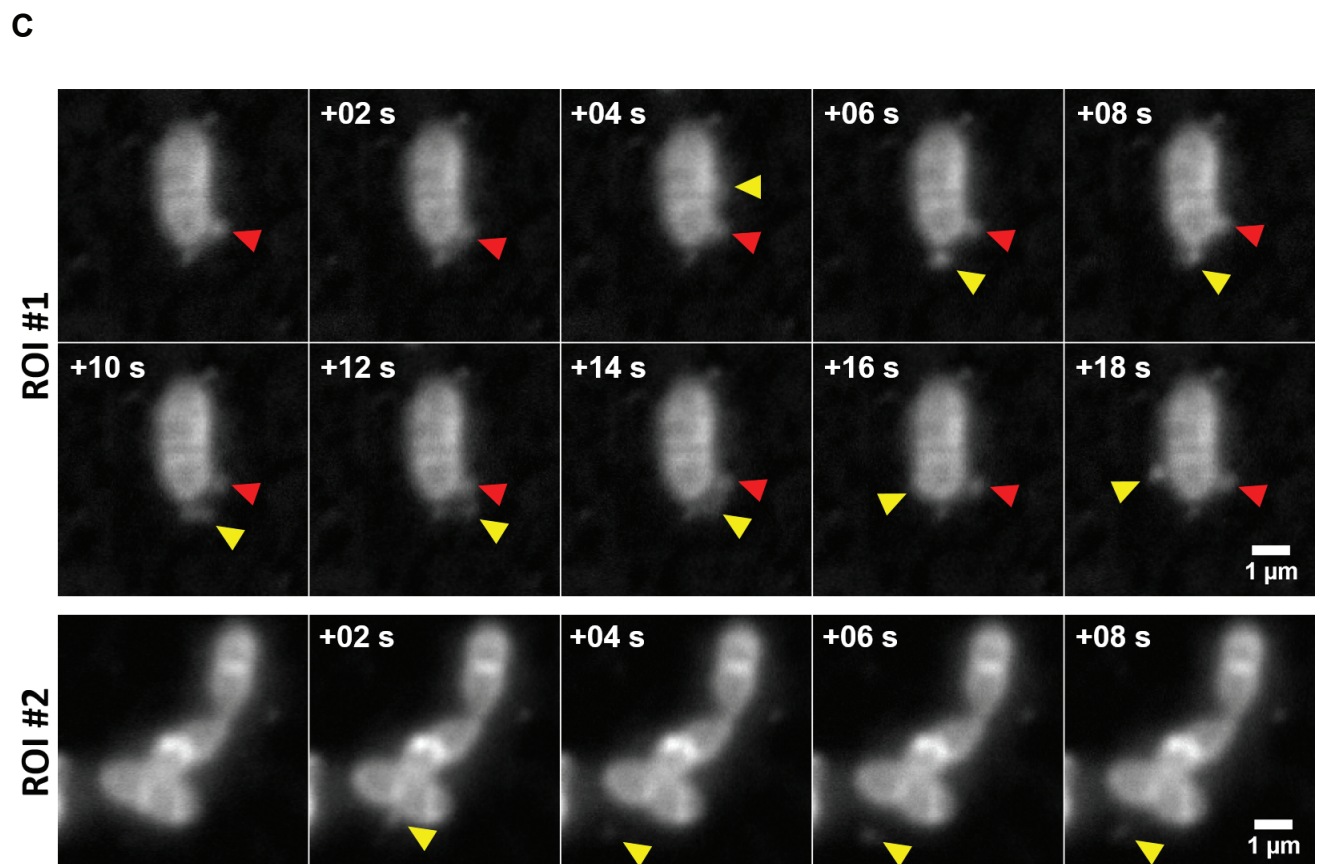 C
ROI #1
+02 s
+04 s
+06 s
+08 s
+10 s
+12 s
+14 s
+16 s
+18 s
1 µm
ROI #2
+02 s
+04 s
+06 s
+08 s
1 µm